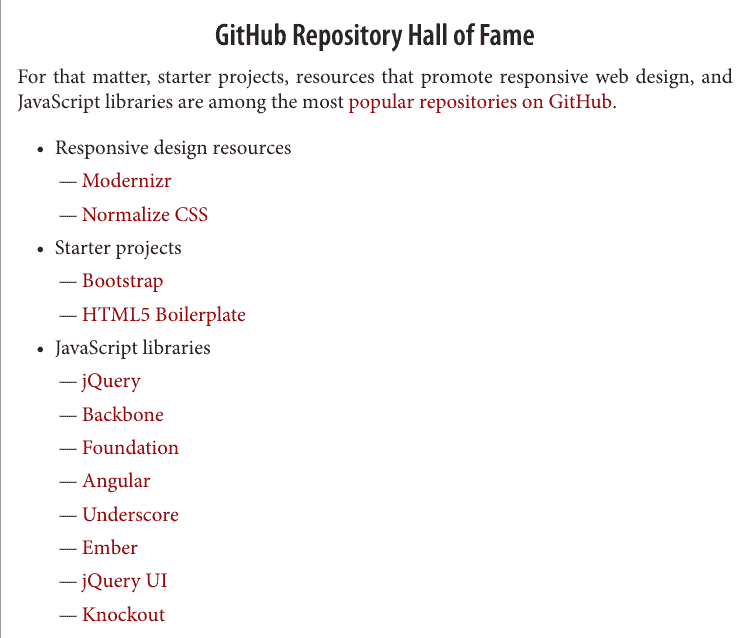 GitHub Repository Hall of Fame
For that matter, starter projects, resources that promote responsive web design, and
JavaScript libraries are among the most popular repositories on GitHub.
• Responsive design resources
— Modernizr
— Normalize CSS
• Starter projects
— Bootstrap
— HTML5 Boilerplate
• JavaScript libraries
— jQuery
— Backbone
— Foundation
— Angular
— Underscore
— Ember
— jQuery UI
— Knockout